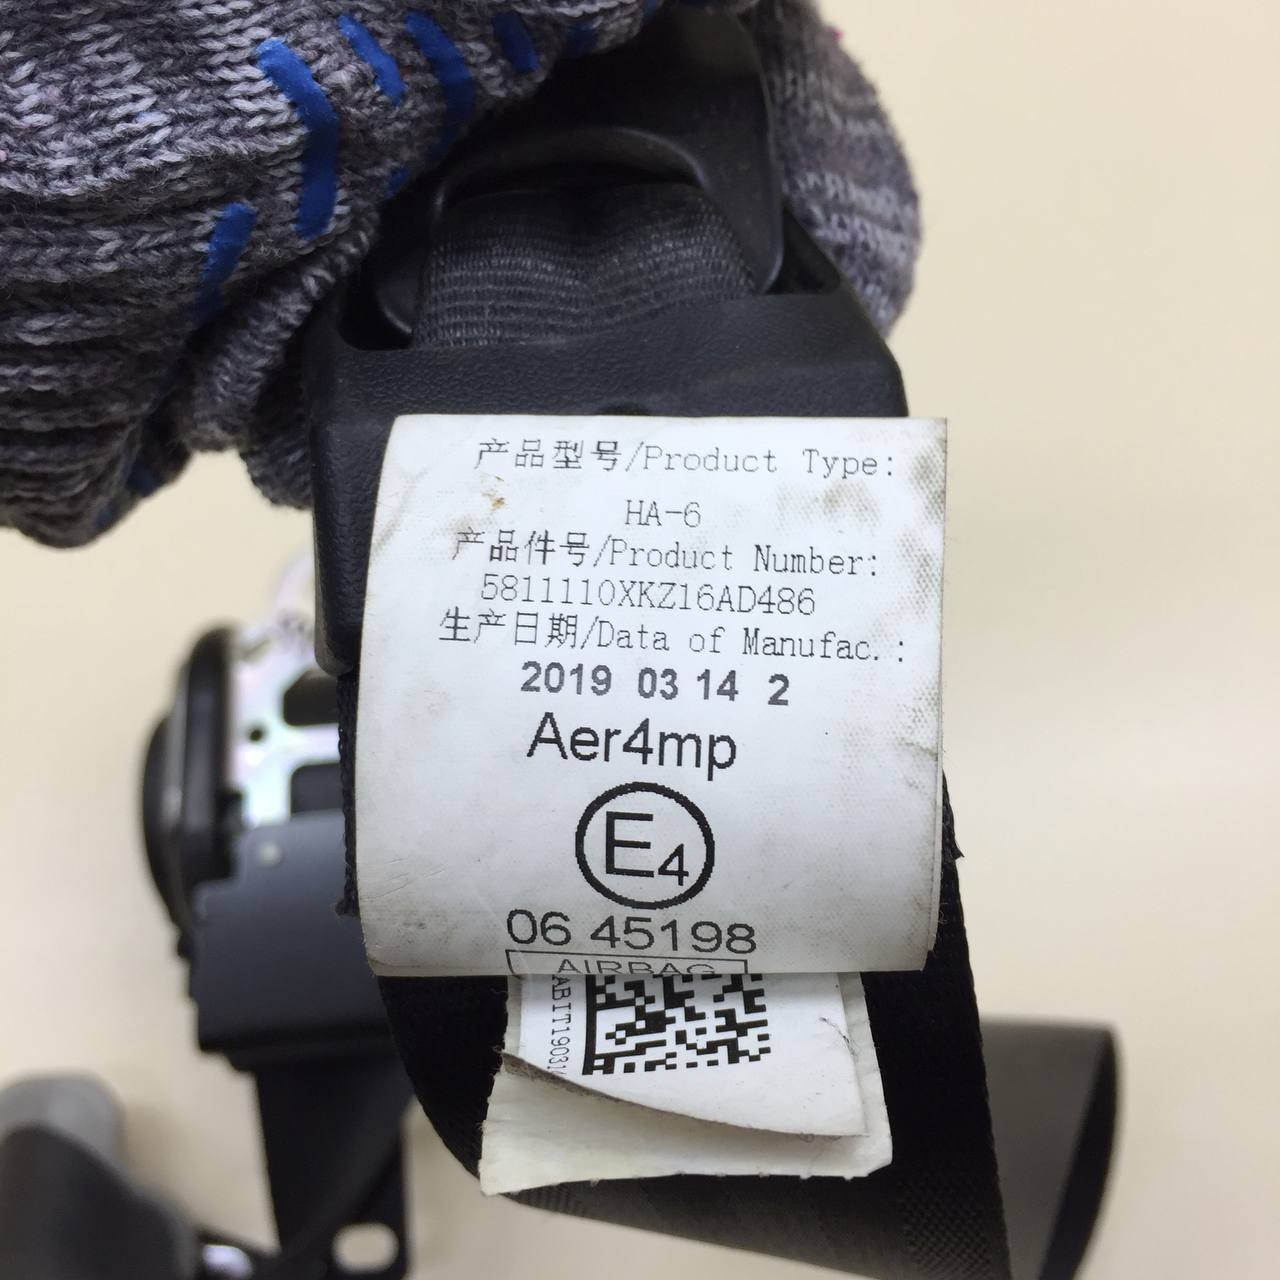 产品型号/Product Type:
HA-6
产品件号/Product Number:
5811110XKZ16AD486
生产日期/Data of Manufac.:
2019 03 14 2
Aer4mp
E4
06 45198
AIRBAG